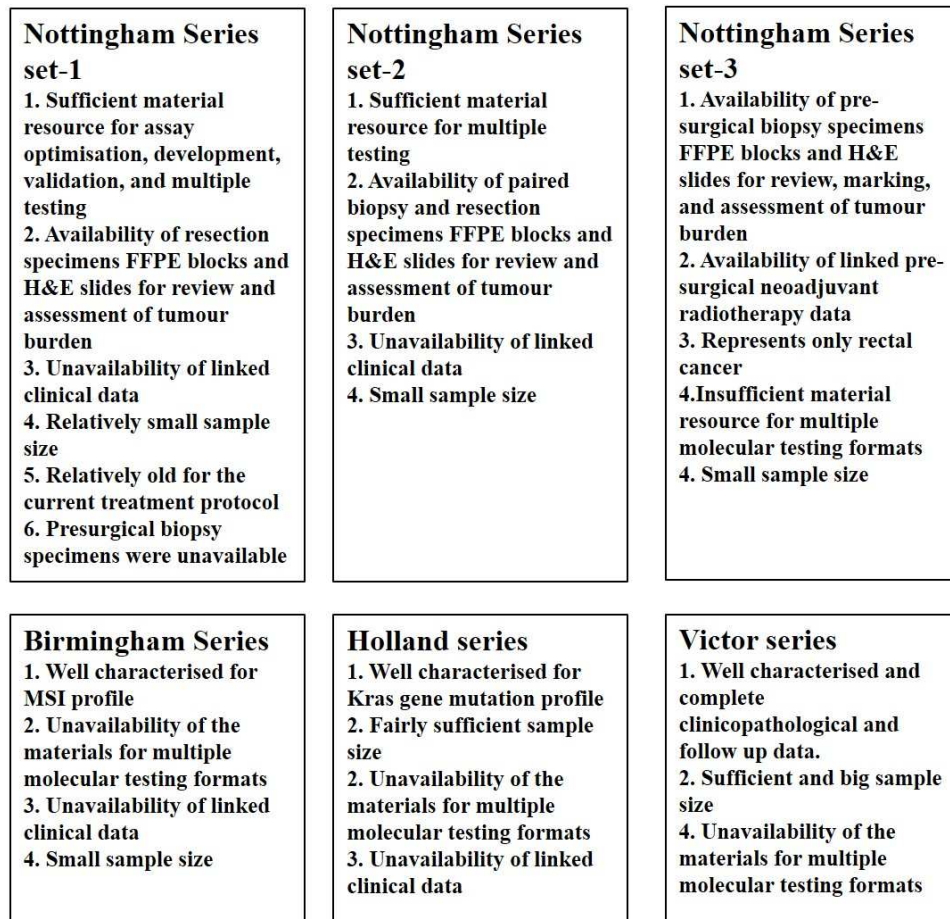 Nottingham Series
set-1
1. Sufficient material
resource for assay
optimisation, development,
validation, and multiple
testing
2. Availability of resection
specimens FFPE blocks and
H&E slides for review and
assessment of tumour
burden
3. Unavailability of linked
clinical data
4. Relatively small sample
size
5. Relatively old for the
current treatment protocol
6. Presurgical biopsy
specimens were unavailable
Nottingham Series
set-2
1. Sufficient material
resource for multiple
testing
2. Availability of paired
biopsy and resection
specimens FFPE blocks and
H&E slides for review and
assessment of tumour
burden
3. Unavailability of linked
clinical data
4. Small sample size
Nottingham Series
set-3
1. Availability of pre-
surgical biopsy specimens
FFPE blocks and H&E
slides for review, marking,
and assessment of tumour
burden
2. Availability of linked pre-
surgical neoadjuvant
radiotherapy data
3. Represents only rectal
cancer
4.Insufficient material
resource for multiple
molecular testing formats
4. Small sample size
Birmingham Series
1. Well characterised for
MSI profile
2. Unavailability of the
materials for multiple
molecular testing formats
3. Unavailability of linked
clinical data
4. Small sample size
Holland series
1. Well characterised for
Kras gene mutation profile
2. Fairly sufficient sample
size
2. Unavailability of the
materials for multiple
molecular testing formats
3. Unavailability of linked
clinical data
Victor series
1. Well characterised and
complete
clinicopathological and
follow up data.
2. Sufficient and big sample
size
4. Unavailability of the
materials for multiple
molecular testing formats